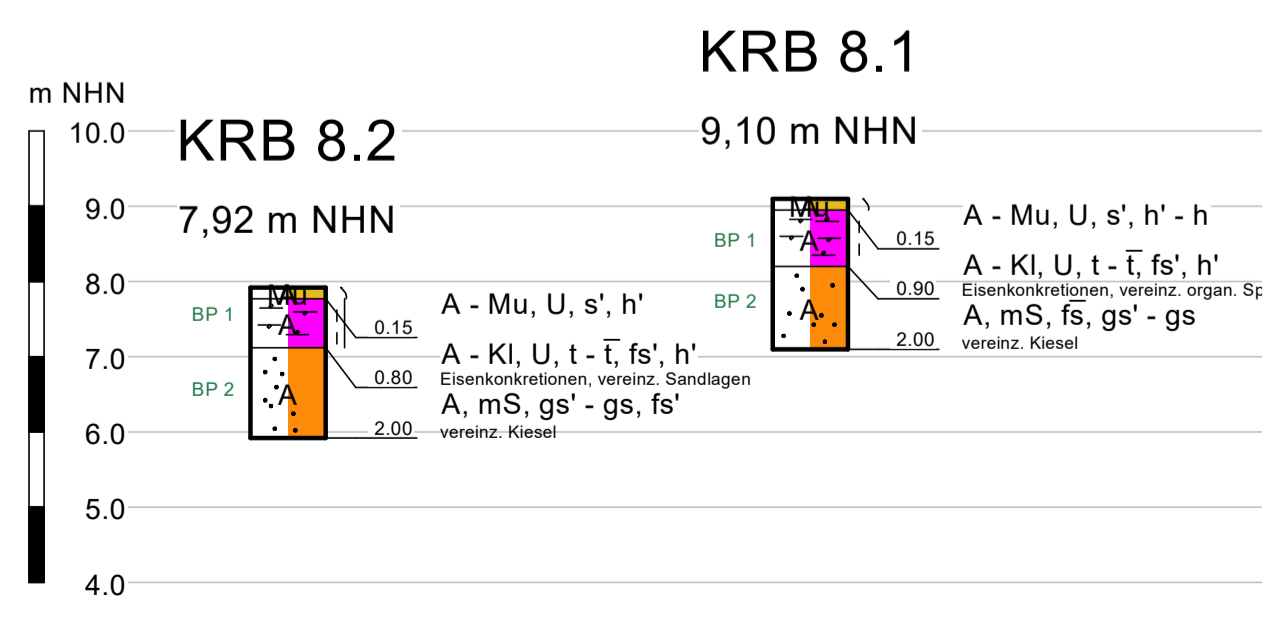 KRB 8.1
m NHN
10.0
KRB 8.2
9,10 m NHN
9.0
7,92 m NHN
Mu
A - Mu, U, s', h' - h
BP 1
A
0.15
A - Kl, U, t - t̅, fs', h'
8.0
0.90
Eisenkonkretionen, vereinz. organ. Sp
BP 2
A
A, mS, fs̅, gs' - gs
2.00
vereinz. Kiesel
Mu
A - Mu, U, s', h'
BP 1
A
0.15
7.0
A - Kl, U, t - t̅, fs', h'
0.80
Eisenkonkretionen, vereinz. Sandlagen
BP 2
A
A, mS, gs' - gs, fs'
6.0
2.00
vereinz. Kiesel
5.0
4.0